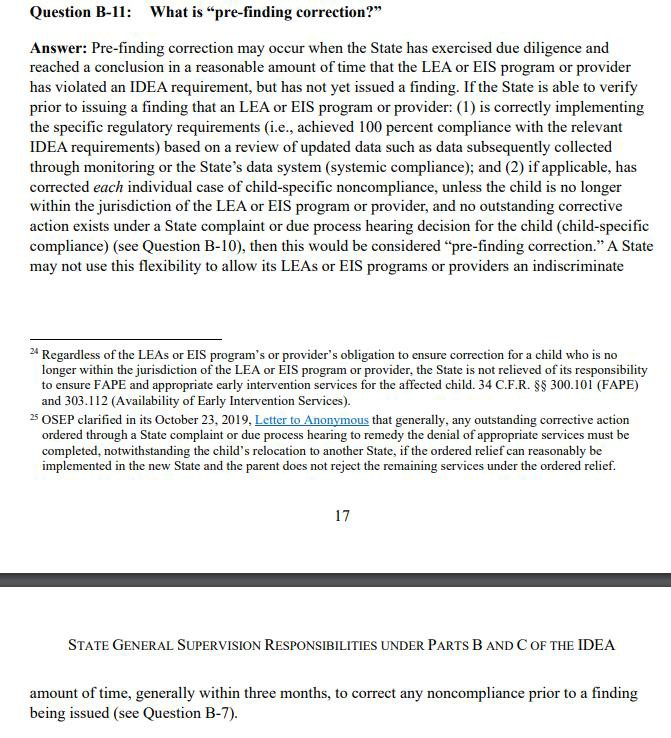 Question B-11: What is “pre-finding correction?”
Answer: Pre-finding correction may occur when the State has exercised due diligence and
reached a conclusion in a reasonable amount of time that the LEA or EIS program or provider
has violated an IDEA requirement, but has not yet issued a finding. If the State is able to verify
prior to issuing a finding that an LEA or EIS program or provider: (1) is correctly implementing
the specific regulatory requirements (i.e., achieved 100 percent compliance with the relevant
IDEA requirements) based on a review of updated data such as data subsequently collected
through monitoring or the State’s data system (systemic compliance); and (2) if applicable, has
corrected each individual case of child-specific noncompliance, unless the child is no longer
within the jurisdiction of the LEA or EIS program or provider, and no outstanding corrective
action exists under a State complaint or due process hearing decision for the child (child-specific
compliance) (see Question B-10), then this would be considered “pre-finding correction.” A State
may not use this flexibility to allow its LEAs or EIS programs or providers an indiscriminate
24 Regardless of the LEAs or EIS program’s or provider’s obligation to ensure correction for a child who is no
longer within the jurisdiction of the LEA or EIS program or provider, the State is not relieved of its responsibility
to ensure FAPE and appropriate early intervention services for the affected child. 34 C.F.R. §§ 300.101 (FAPE)
and 303.112 (Availability of Early Intervention Services).
25 OSEP clarified in its October 23, 2019, Letter to Anonymous that generally, any outstanding corrective action
ordered through a State complaint or due process hearing to remedy the denial of appropriate services must be
completed, notwithstanding the child’s relocation to another State, if the ordered relief can reasonably be
implemented in the new State and the parent does not reject the remaining services under the ordered relief.
17
STATE GENERAL SUPERVISION RESPONSIBILITIES UNDER PARTS B AND C OF THE IDEA
amount of time, generally within three months, to correct any noncompliance prior to a finding
being issued (see Question B-7).